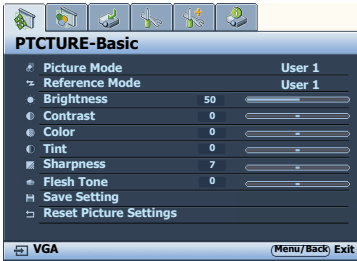 PTCTURE-Basic
Picture Mode User 1
Reference Mode User 1
Brightness 50
Contrast 0
Color 0
Tint 0
Sharpness 7
Flesh Tone 0
Save Setting
Reset Picture Settings
VGA Menu/Back Exit